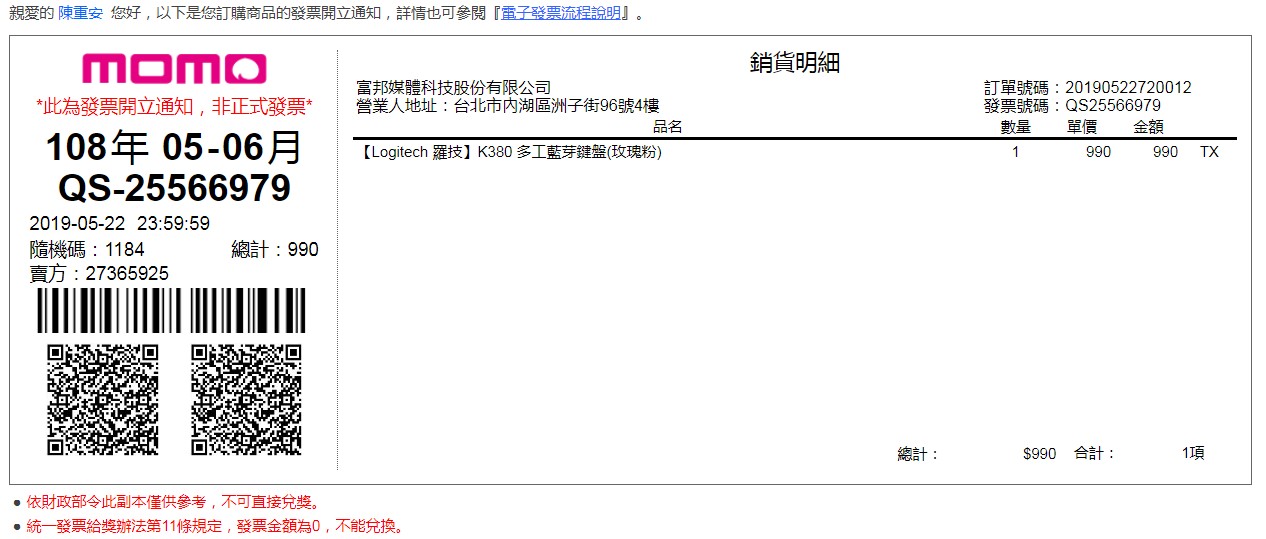 親愛的 陳重安 您好，以下是您訂購商品的發票開立通知，詳情也可參閱『電子發票流程說明』。
momo
*此為發票開立通知，非正式發票*
108年 05-06月
QS-25566979
2019-05-22 23:59:59
隨機碼：1184 總計：990
賣方：27365925
銷貨明細
富邦媒體科技股份有限公司 訂單號碼：20190522720012
營業人地址：台北市內湖區洲子街96號4樓 發票號碼：QS25566979
品名 數量 單價 金額
【Logitech 羅技】K380 多工藍芽鍵盤(玫瑰粉) 1 990 990 TX
總計： $990 合計： 1項
● 依財政部令此副本僅供參考，不可直接兌獎。
● 統一發票給獎辦法第11條規定，發票金額為0，不能兌換。